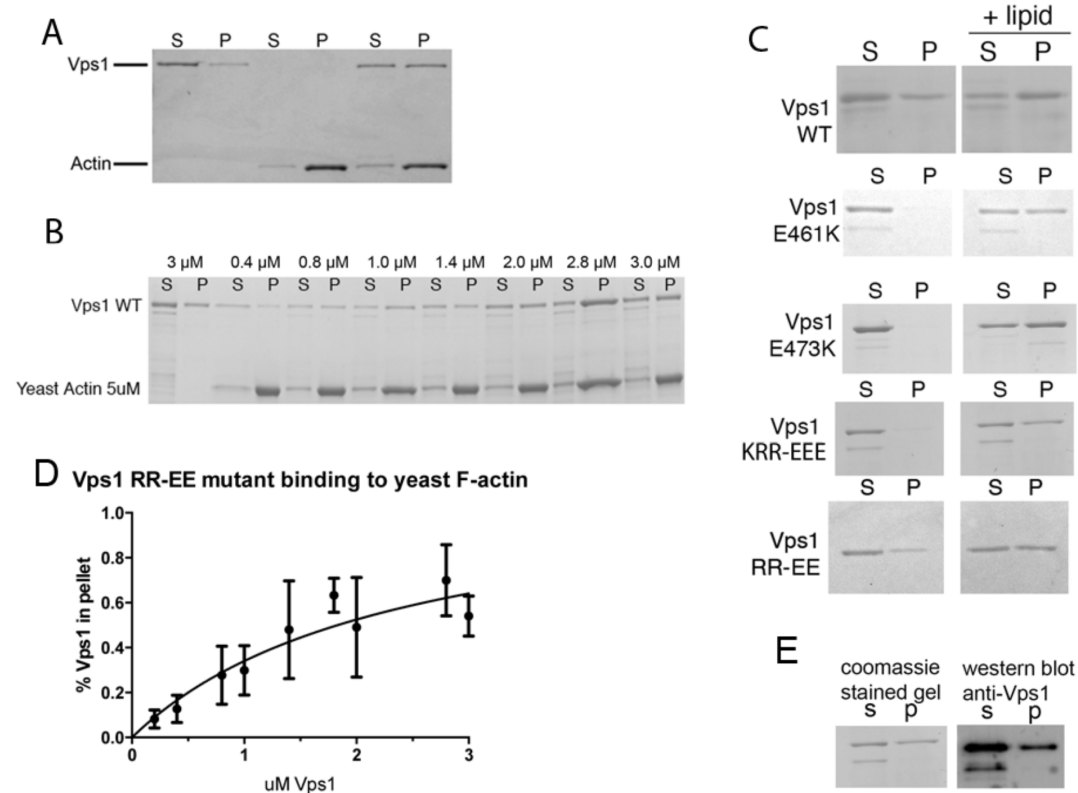 A
S P S P S P
Vps1
Actin
B
3 µM 0.4 µM 0.8 µM 1.0 µM 1.4 µM 2.0 µM 2.8 µM 3.0 µM
S P S P S P S P S P S P S P S P
Vps1 WT
Yeast Actin 5uM
D Vps1 RR-EE mutant binding to yeast F-actin
% Vps1 in pellet
1.0
0.8
0.6
0.4
0.2
0.0
0 1 2 3
uM Vps1
C
+ lipid
S P S P
Vps1
WT
S P S P
Vps1
E461K
S P S P
Vps1
E473K
S P S P
Vps1
KRR-EEE
S P S P
Vps1
RR-EE
E
coomassie
stained gel
s p
western blot
anti-Vps1
s p